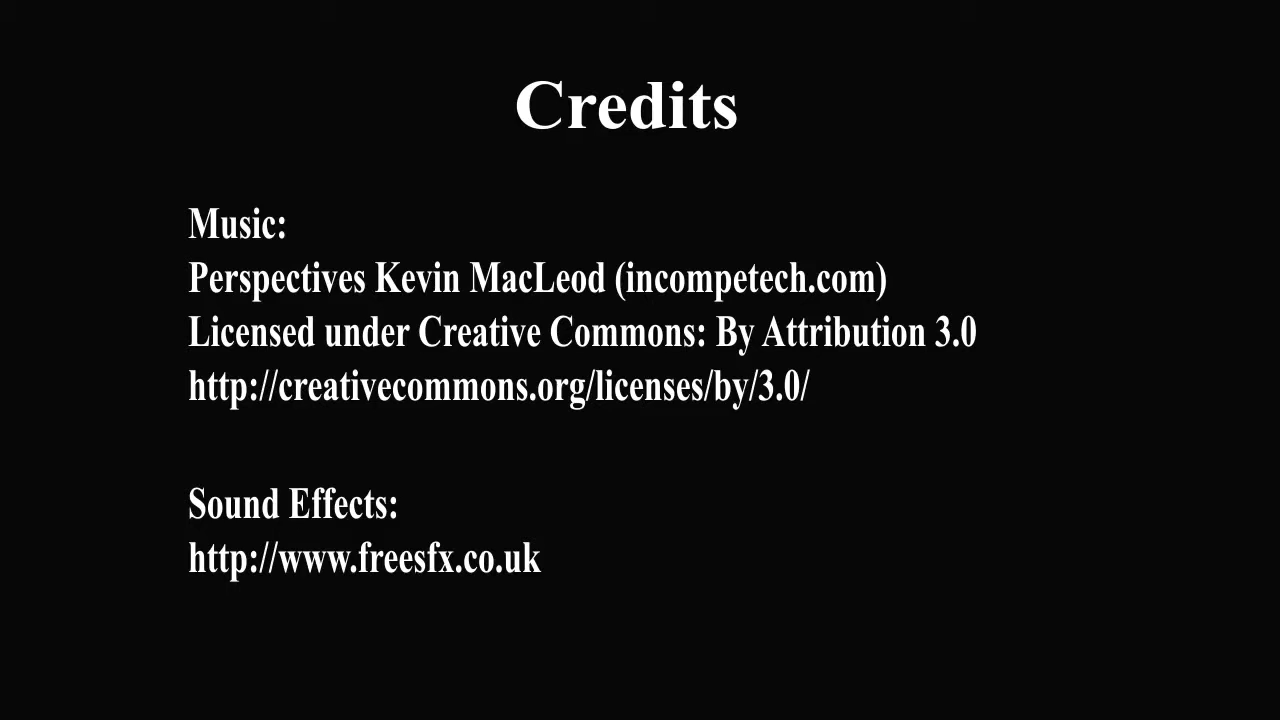 Credits
Music:
Perspectives Kevin MacLeod (incompetech.com)
Licensed under Creative Commons: By Attribution 3.0
http://creativecommons.org/licenses/by/3.0/
Sound Effects:
http://www.freesfx.co.uk